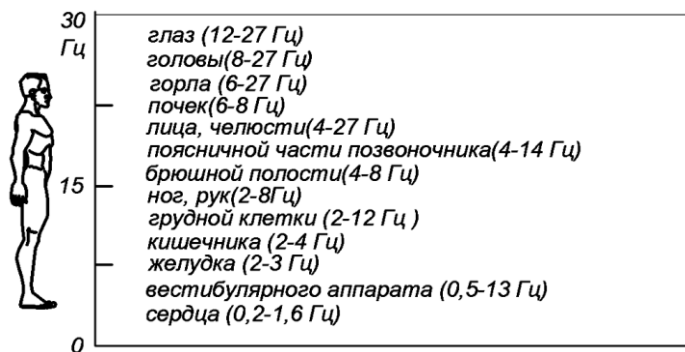 30
Гц
глаз (12-27 Гц)
головы(8-27 Гц)
горла (6-27 Гц)
почек(6-8 Гц)
лица, челюсти(4-27 Гц)
поясничной части позвоночника(4-14 Гц)
брюшной полости(4-8 Гц)
15
ног, рук(2-8Гц)
грудной клетки (2-12 Гц )
кишечника (2-4 Гц)
желудка (2-3 Гц)
вестибулярного аппарата (0,5-13 Гц)
сердца (0,2-1,6 Гц)
0